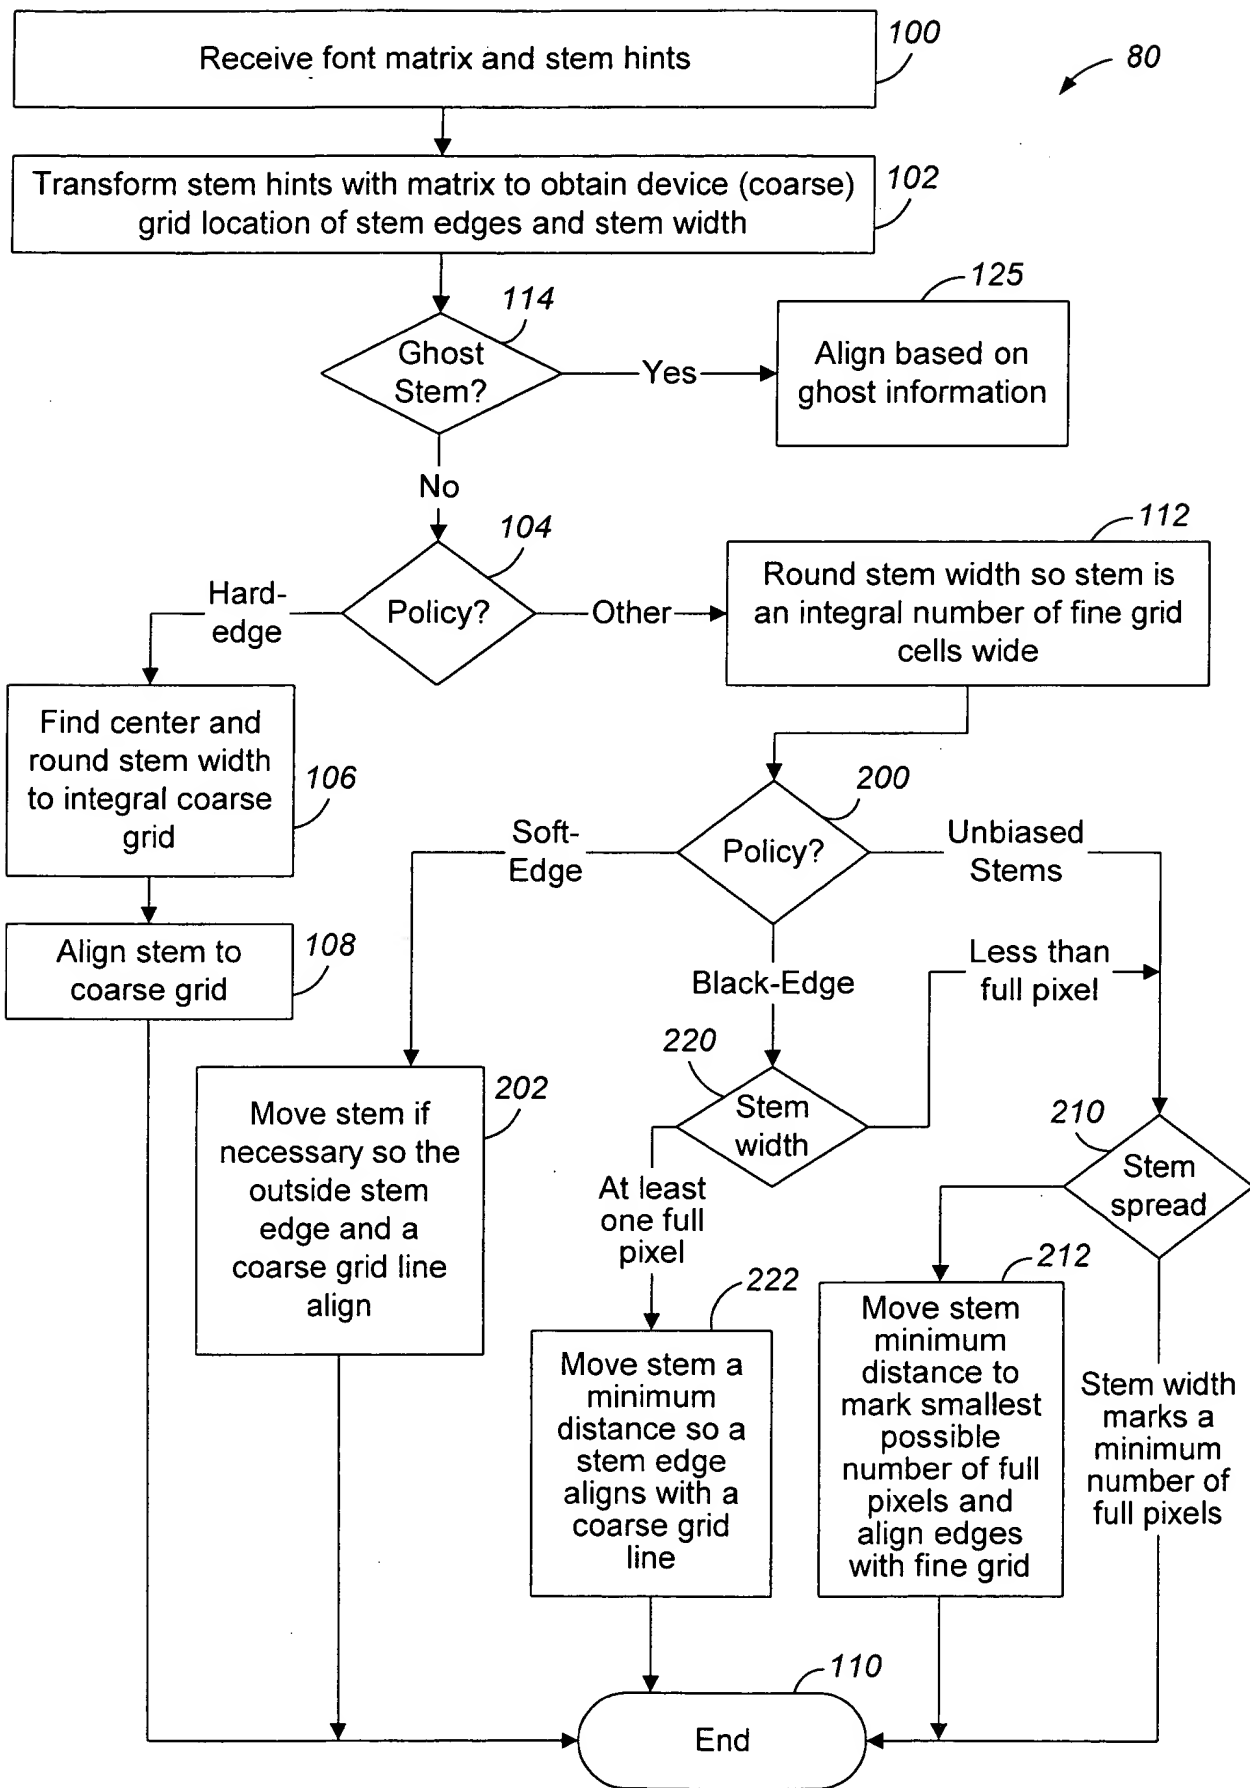 Receive font matrix and stem hints
100
80
Transform stem hints with matrix to obtain device (coarse)
grid location of stem edges and stem width
102
Ghost
Stem?
114
Yes
Align based on
ghost information
125
No
Policy?
104
Hard-
edge
Other
Round stem width so stem is
an integral number of fine grid
cells wide
112
Find center and
round stem width
to integral coarse
grid
106
Align stem to
coarse grid
108
Policy?
200
Soft-
Edge
Unbiased
Stems
Black-Edge
Less than
full pixel
Move stem if
necessary so the
outside stem
edge and a
coarse grid line
align
202
Stem
width
220
At least
one full
pixel
Stem
spread
210
Move stem a
minimum
distance so a
stem edge
aligns with a
coarse grid
line
222
Move stem
minimum
distance to
mark smallest
possible
number of full
pixels and
align edges
with fine grid
212
Stem width
marks a
minimum
number of
full pixels
End
110